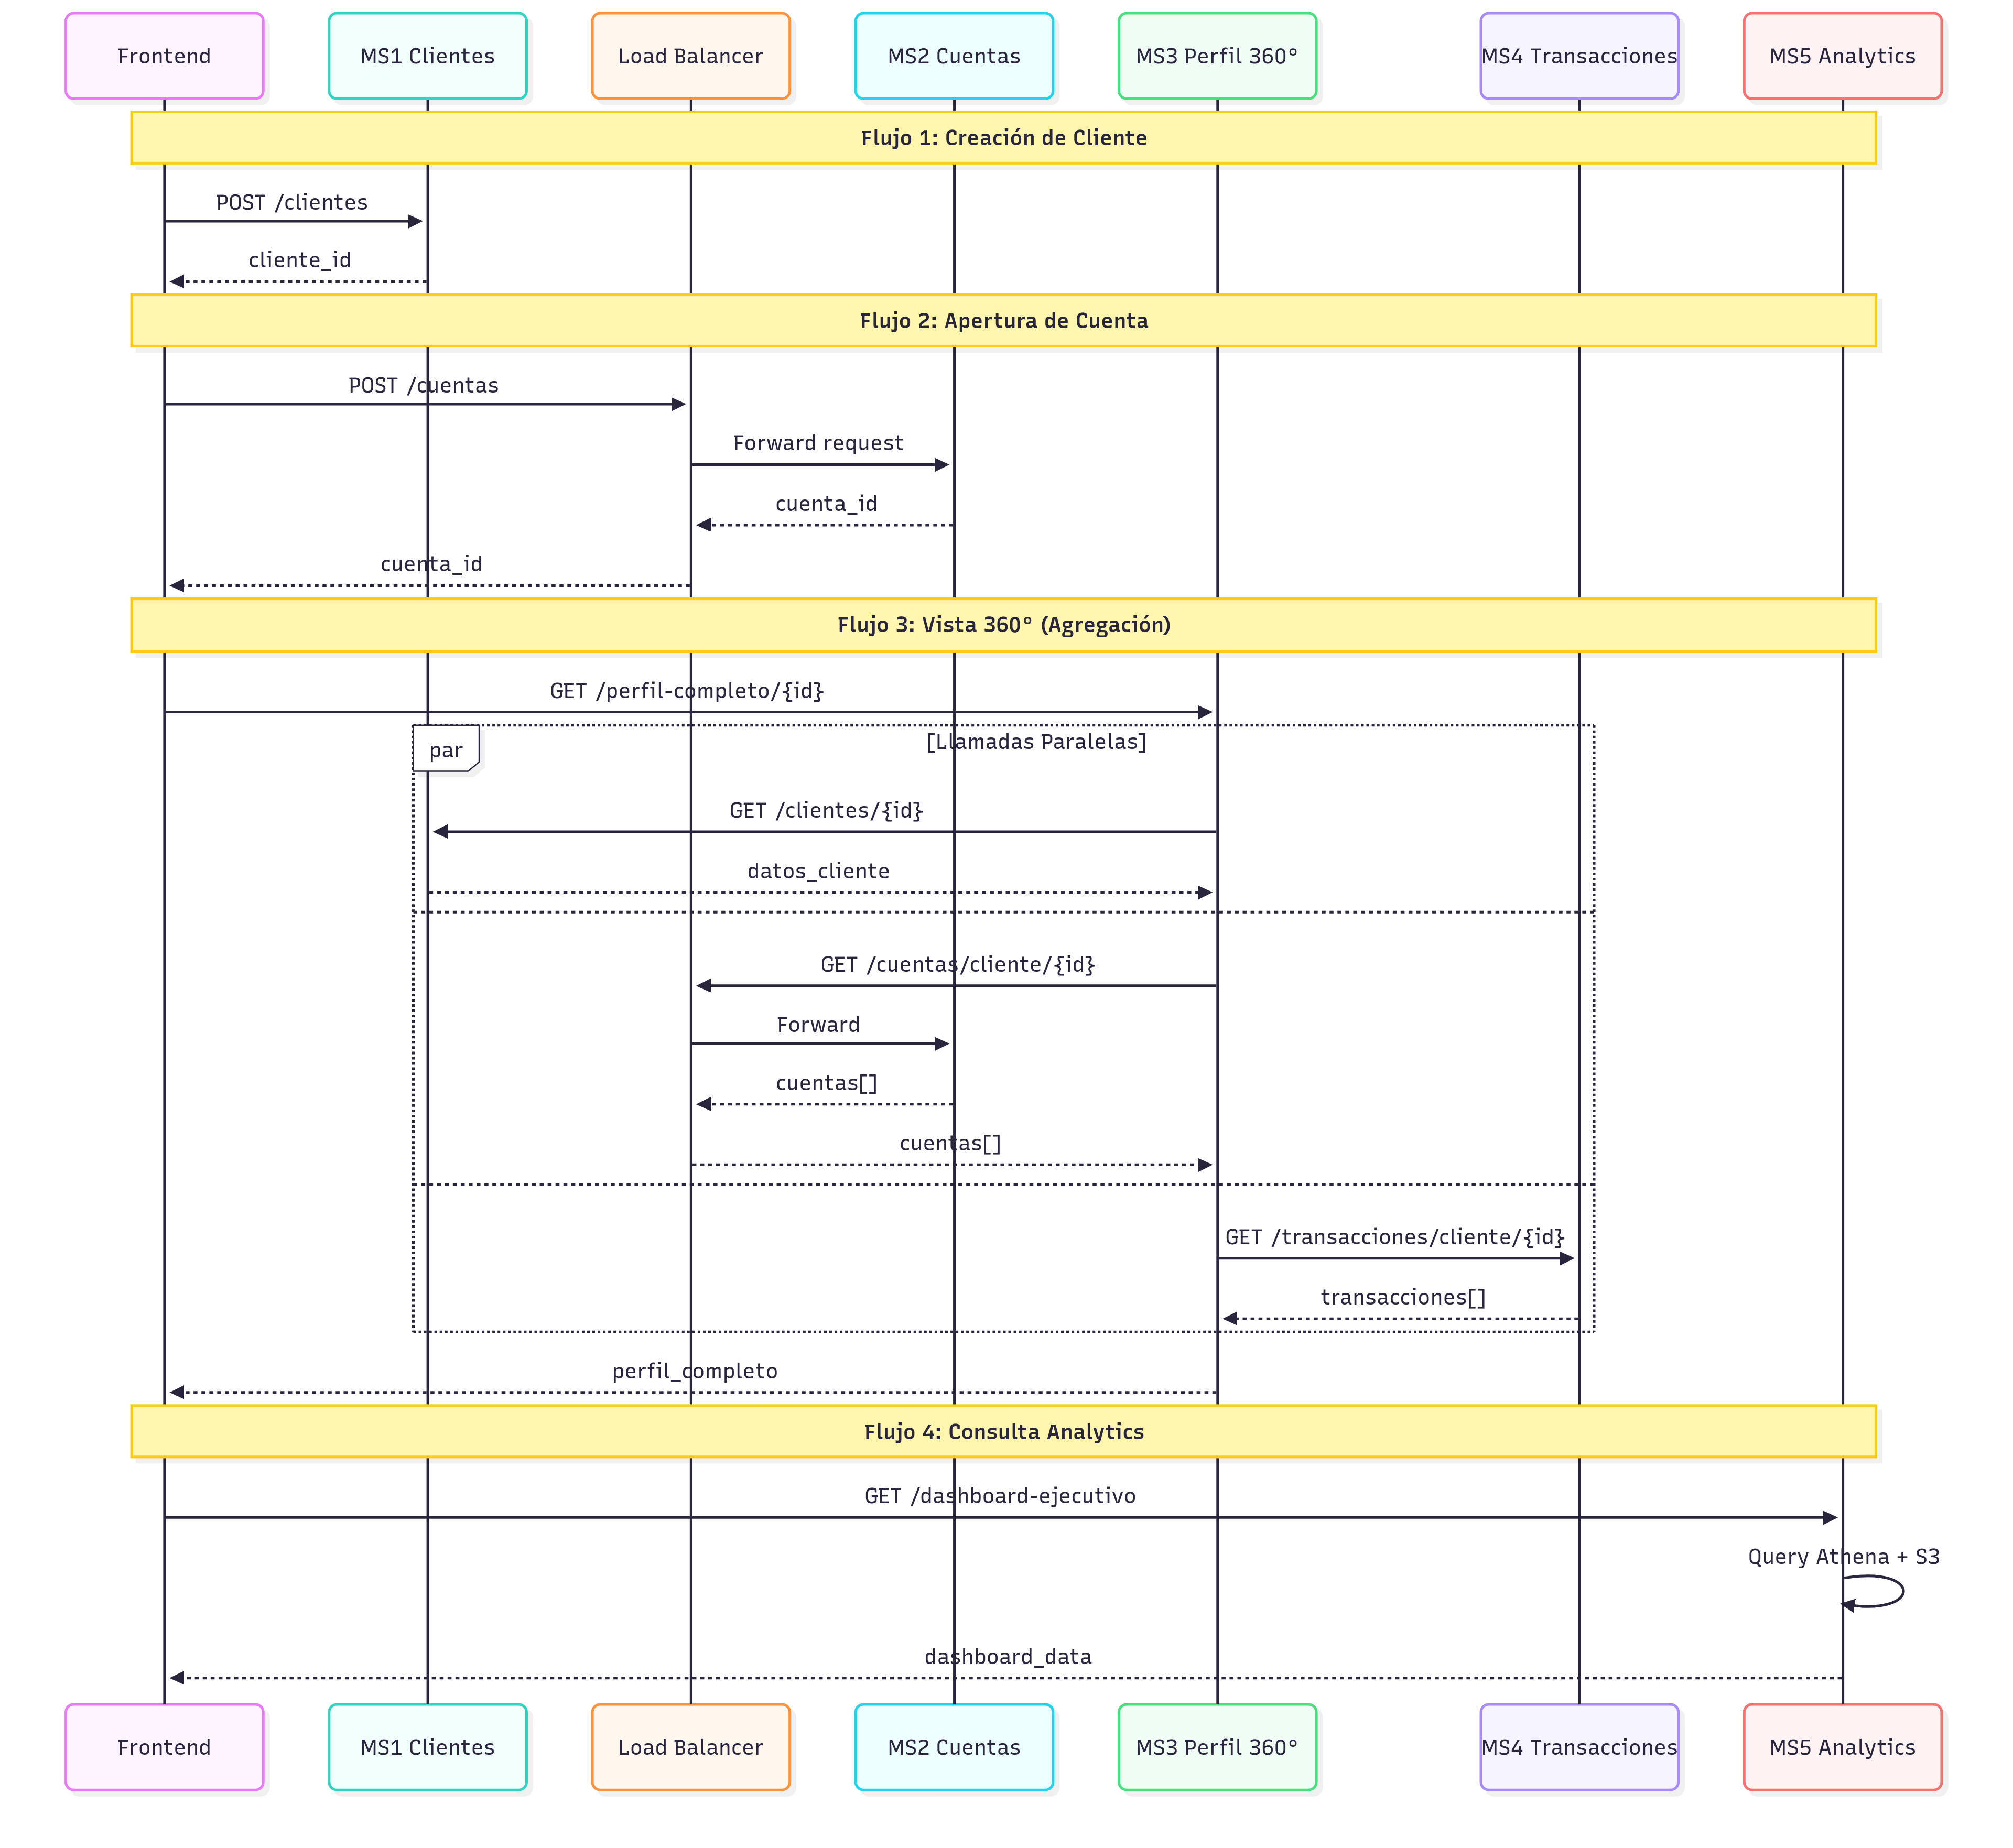 Frontend
MS1 Clientes
Load Balancer
MS2 Cuentas
MS3 Perfil 360°
MS4 Transacciones
MS5 Analytics
Flujo 1: Creación de Cliente
POST /clientes
cliente_id
Flujo 2: Apertura de Cuenta
POST /cuentas
Forward request
cuenta_id
cuenta_id
Flujo 3: Vista 360° (Agregación)
GET /perfil-completo/{id}
par
[Llamadas Paralelas]
GET /clientes/{id}
datos_cliente
GET /cuentas/cliente/{id}
Forward
cuentas[]
cuentas[]
GET /transacciones/cliente/{id}
transacciones[]
perfil_completo
Flujo 4: Consulta Analytics
GET /dashboard-ejecutivo
Query Athena + S3
dashboard_data
Frontend
MS1 Clientes
Load Balancer
MS2 Cuentas
MS3 Perfil 360°
MS4 Transacciones
MS5 Analytics